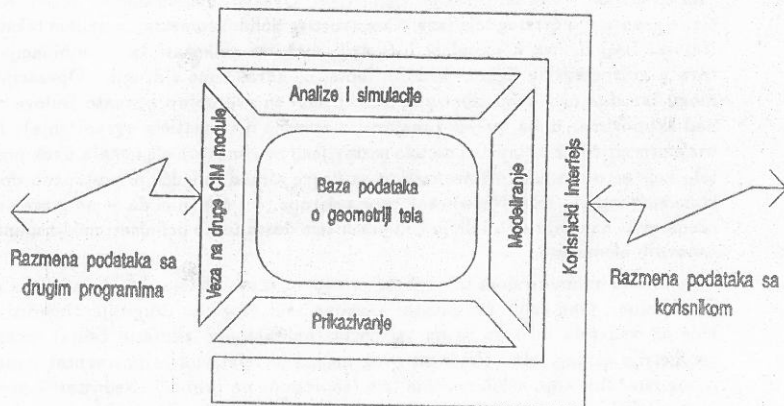 Analize i simulacije
Veza na druge CIM module
Baza podataka
o geometriji tela
Modeliranje
Korisnicki interfejs
Prikazivanje
Razmena podataka sa
drugim programima
Razmena podataka sa
korisnikom